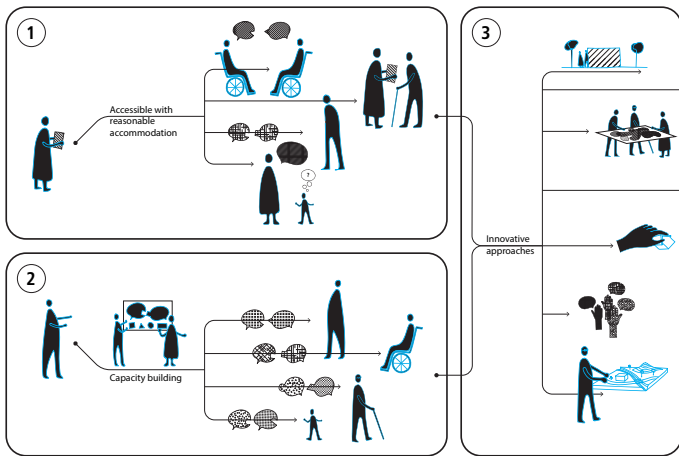 1
Accessible with
reasonable
accommodation
?
2
Capacity building
3
Innovative
approaches